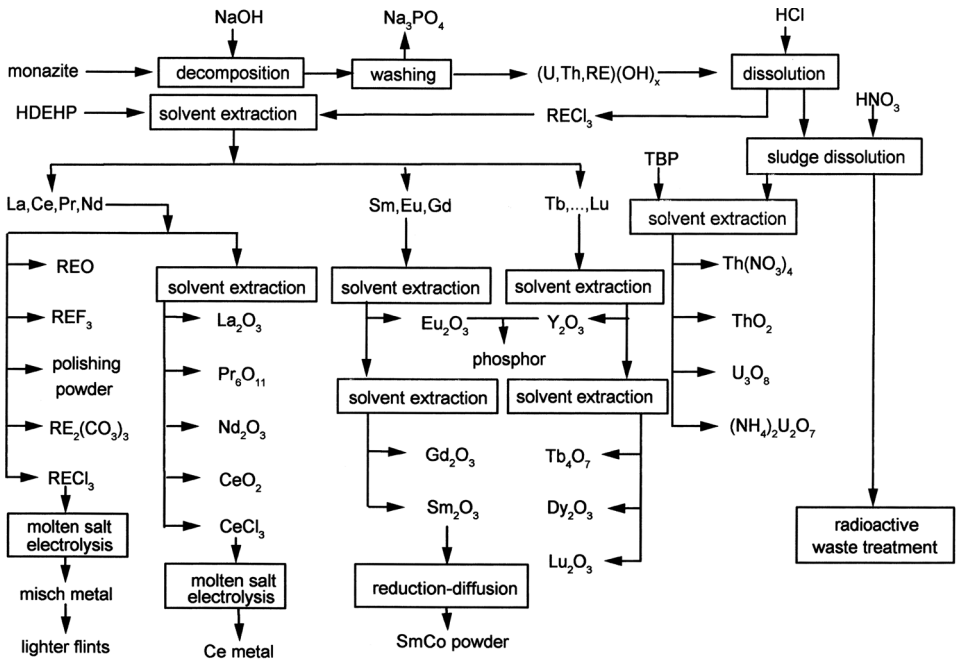 NaOH
Na₃PO₄
HCl
monazite
decomposition
washing
(U,Th,RE)(OH)ₓ
dissolution
HDEHP
solvent extraction
RECl₃
HNO₃
sludge dissolution
TBP
La,Ce,Pr,Nd
Sm,Eu,Gd
Tb,...,Lu
solvent extraction
REO
solvent extraction
solvent extraction
solvent extraction
Th(NO₃)₄
REF₃
La₂O₃
Eu₂O₃
Y₂O₃
ThO₂
phosphor
polishing
powder
Pr₆O₁₁
U₃O₈
solvent extraction
solvent extraction
RE₂(CO₃)₃
Nd₂O₃
(NH₄)₂U₂O₇
Gd₂O₃
Tb₄O₇
RECl₃
CeO₂
Sm₂O₃
Dy₂O₃
molten salt
electrolysis
CeCl₃
radioactive
waste treatment
Lu₂O₃
misch metal
molten salt
electrolysis
reduction-diffusion
lighter flints
Ce metal
SmCo powder